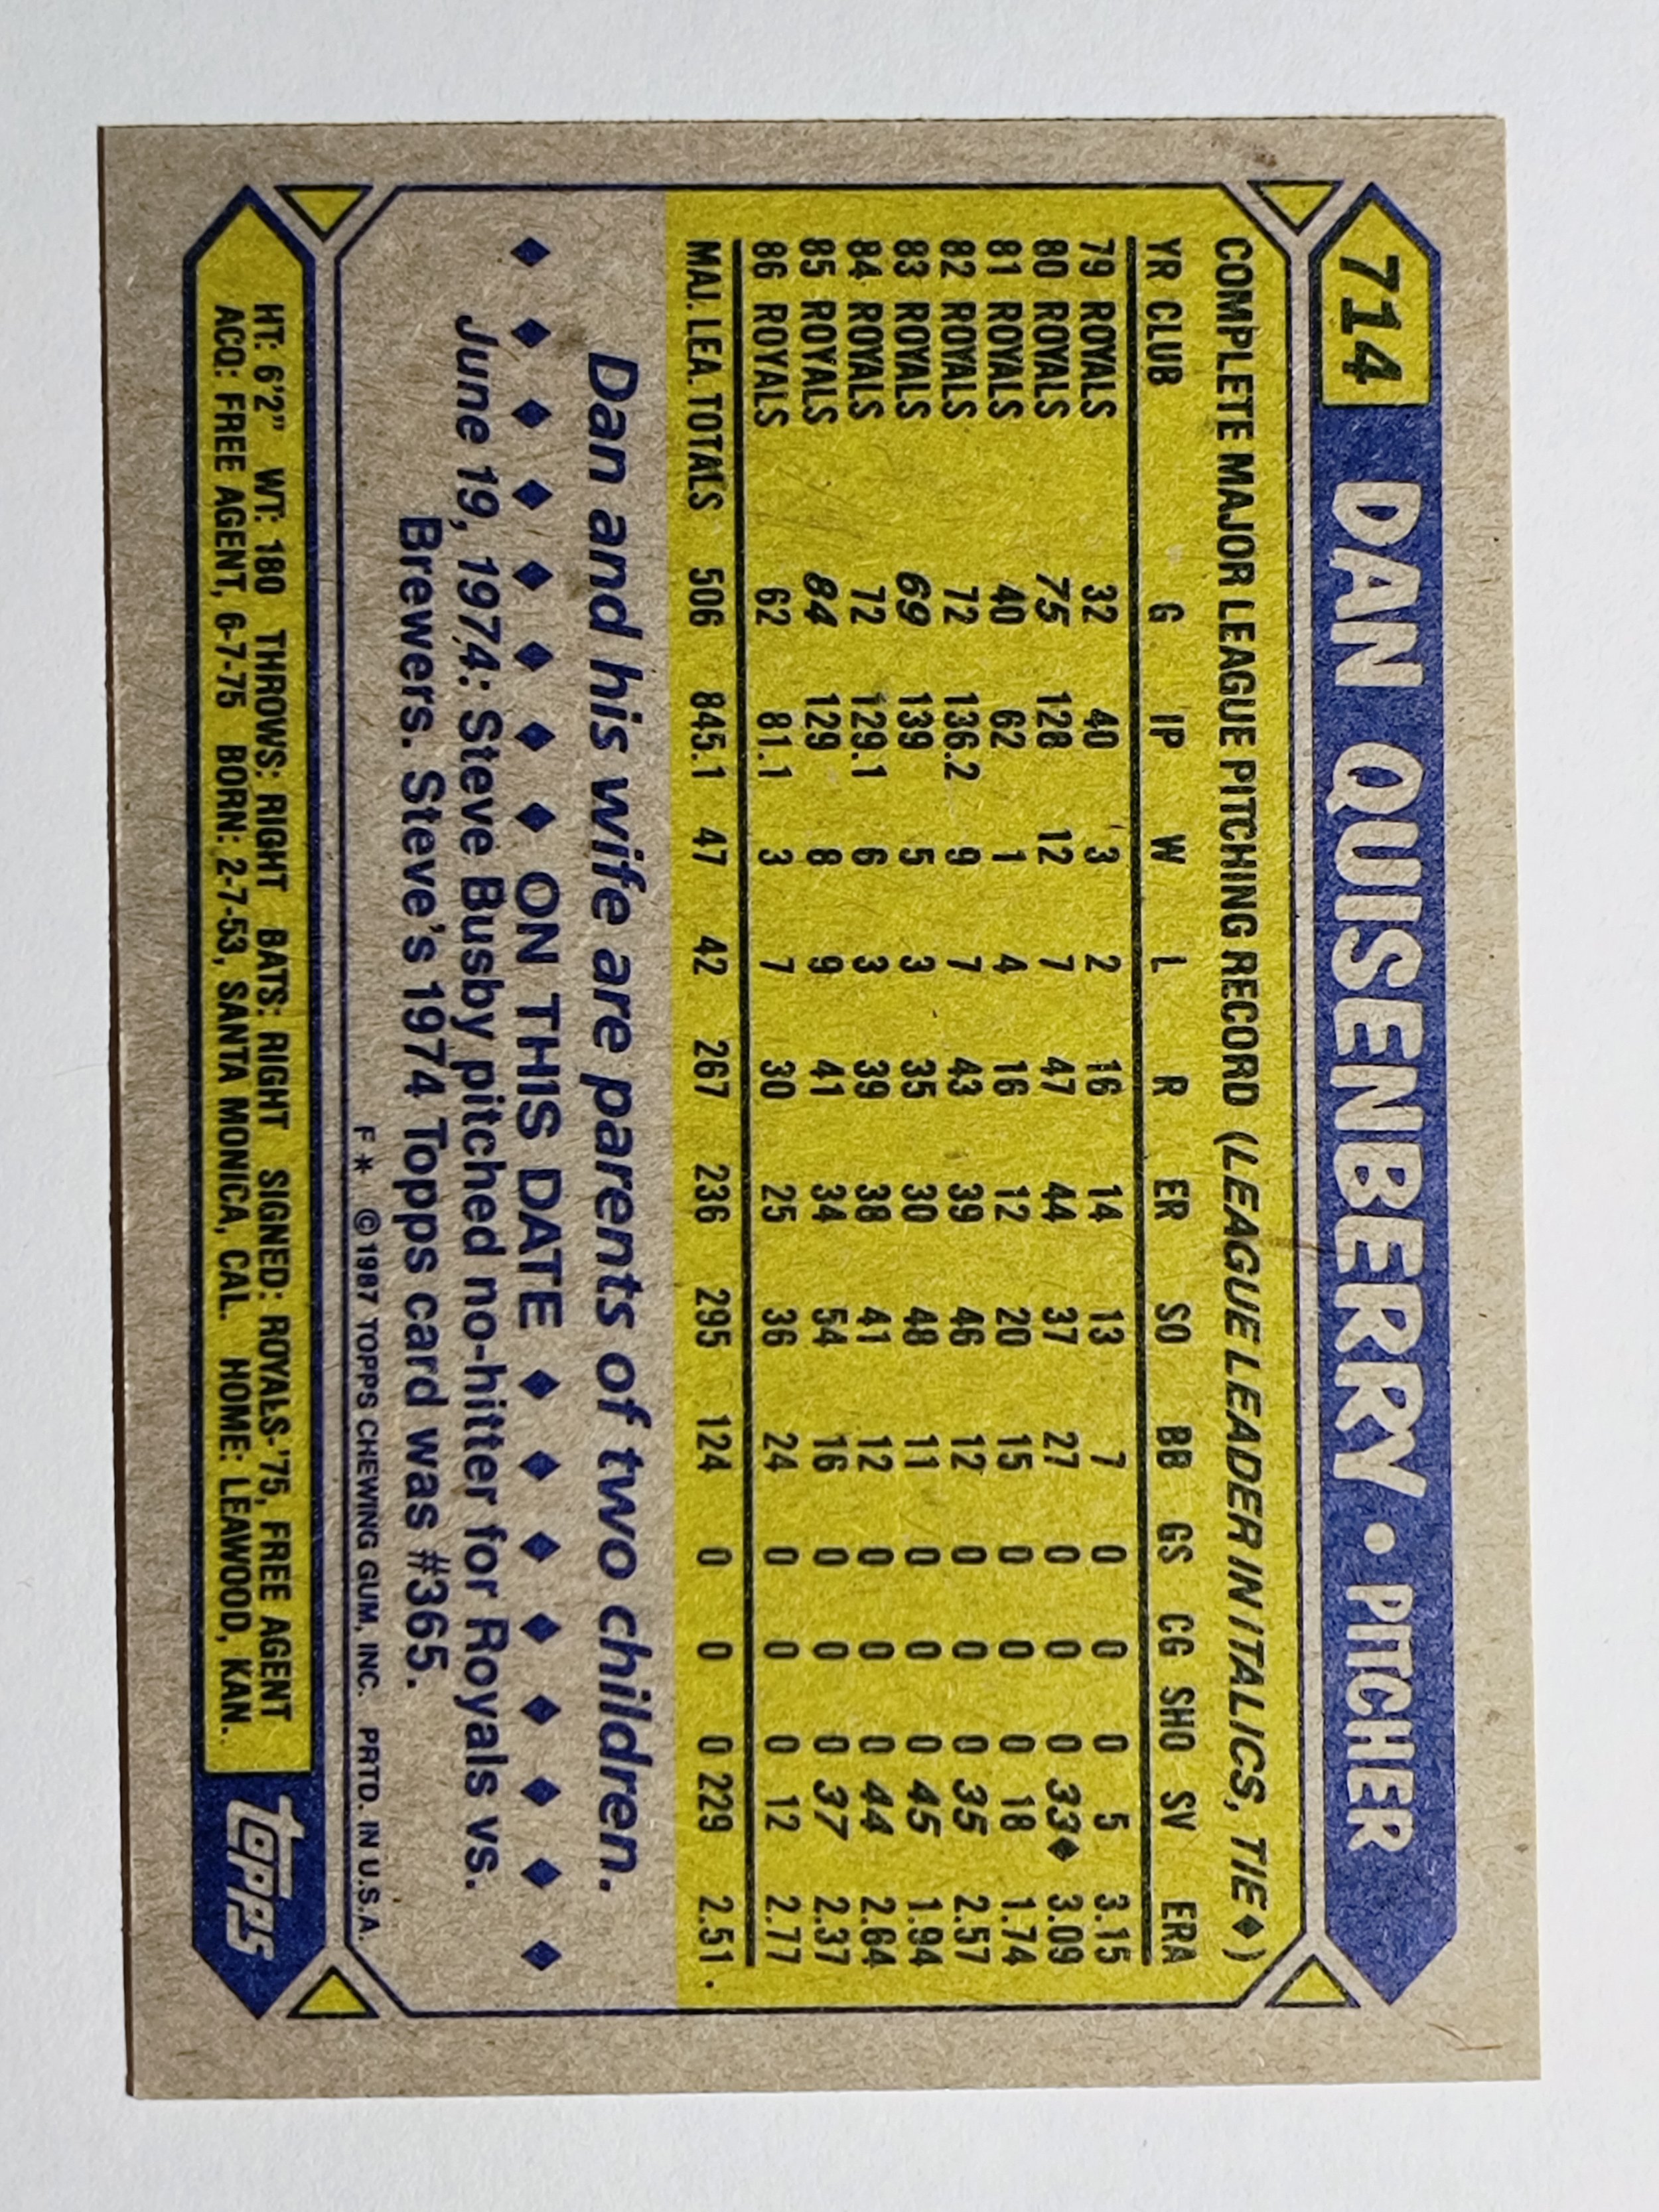 714 DAN QUISENBERRY • PITCHER
COMPLETE MAJOR LEAGUE PITCHING RECORD (LEAGUE LEADER IN ITALICS, TIE♦)
YR CLUB G IP W L R ER SO BB GS CG SHO SV ERA
79 ROYALS 32 40 3 2 16 14 13 7 0 0 0 5 3.15
80 ROYALS 75 128 12 7 47 44 37 27 0 0 0 33♦ 3.09
81 ROYALS 40 62 1 4 16 12 20 15 0 0 0 18 1.74
82 ROYALS 72 136.2 9 7 43 39 46 12 0 0 0 35 2.57
83 ROYALS 69 139 5 3 35 30 48 11 0 0 0 45 1.94
84 ROYALS 72 129.1 6 3 39 38 41 12 0 0 0 44 2.64
85 ROYALS 84 129 8 9 41 34 54 16 0 0 0 37 2.37
86 ROYALS 62 81.1 3 7 30 25 36 24 0 0 0 12 2.77
MAJ. LEA. TOTALS 506 845.1 47 42 267 236 295 124 0 0 0 229 2.51
Dan and his wife are parents of two children.
♦ ♦ ♦ ♦ ♦ ♦ ♦ ♦ ON THIS DATE ♦ ♦ ♦ ♦ ♦ ♦ ♦ ♦
June 19, 1974: Steve Busby pitched no-hitter for Royals vs.
Brewers. Steve's 1974 Topps card was #365.
F* ©1987 TOPPS CHEWING GUM, INC. PRTD. IN U.S.A.
HT: 6'2" WT: 180 THROWS: RIGHT BATS: RIGHT SIGNED: ROYALS-'75, FREE AGENT
ACQ: FREE AGENT, 6-7-75 BORN: 2-7-53, SANTA MONICA, CAL. HOME: LEAWOOD, KAN.
TOPPS